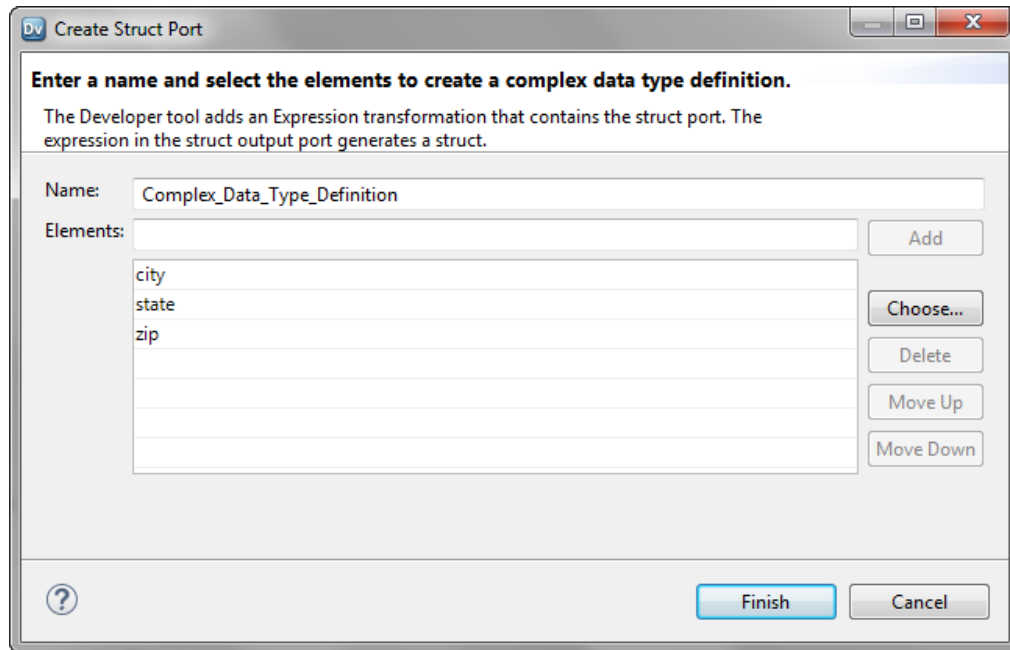 Dv Create Struct Port
Enter a name and select the elements to create a complex data type definition.
The Developer tool adds an Expression transformation that contains the struct port. The
expression in the struct output port generates a struct.
Name: Complex_Data_Type_Definition
Elements: Add
city
state
Choose...
zip
Delete
Move Up
Move Down
?
Finish Cancel